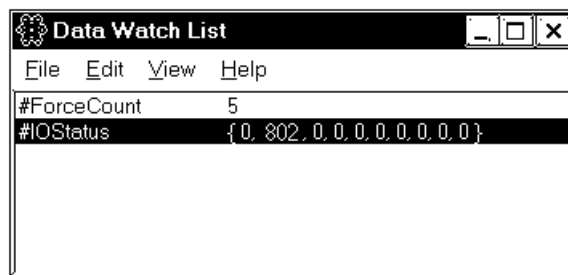 Data Watch List
File Edit View Help
#ForceCount 5
#IOStatus { 0, 802, 0, 0, 0, 0, 0, 0, 0, 0 }